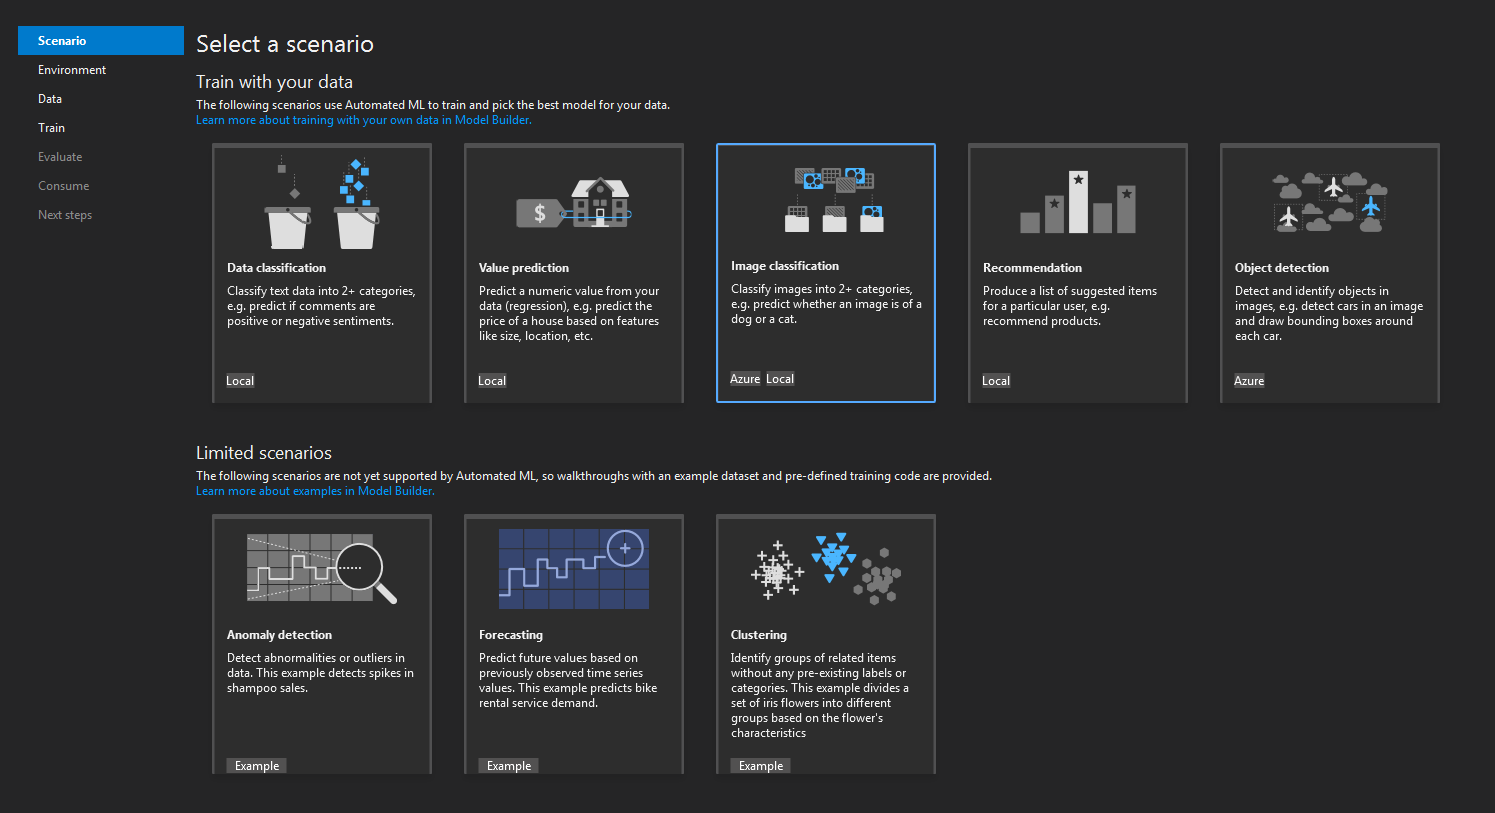 Scenario
Environment
Data
Train
Evaluate
Consume
Next steps
Select a scenario
Train with your data
The following scenarios use Automated ML to train and pick the best model for your data.
Learn more about training with your own data in Model Builder.
Data classification
Classify text data into 2+ categories,
e.g. predict if comments are
positive or negative sentiments.
Local
$
Value prediction
Predict a numeric value from your
data (regression), e.g. predict the
price of a house based on features
like size, location, etc.
Local
Image classification
Classify images into 2+ categories,
e.g. predict whether an image is of a
dog or a cat.
Azure Local
Recommendation
Produce a list of suggested items
for a particular user, e.g.
recommend products.
Local
Object detection
Detect and identify objects in
images, e.g. detect cars in an image
and draw bounding boxes around
each car.
Azure
Limited scenarios
The following scenarios are not yet supported by Automated ML, so walkthroughs with an example dataset and pre-defined training code are provided.
Learn more about examples in Model Builder.
Anomaly detection
Detect abnormalities or outliers in
data. This example detects spikes in
shampoo sales.
Example
Forecasting
Predict future values based on
previously observed time series
values. This example predicts bike
rental service demand.
Example
Clustering
Identify groups of related items
without any pre-existing labels or
categories. This example divides a
set of iris flowers into different
groups based on the flower's
characteristics
Example